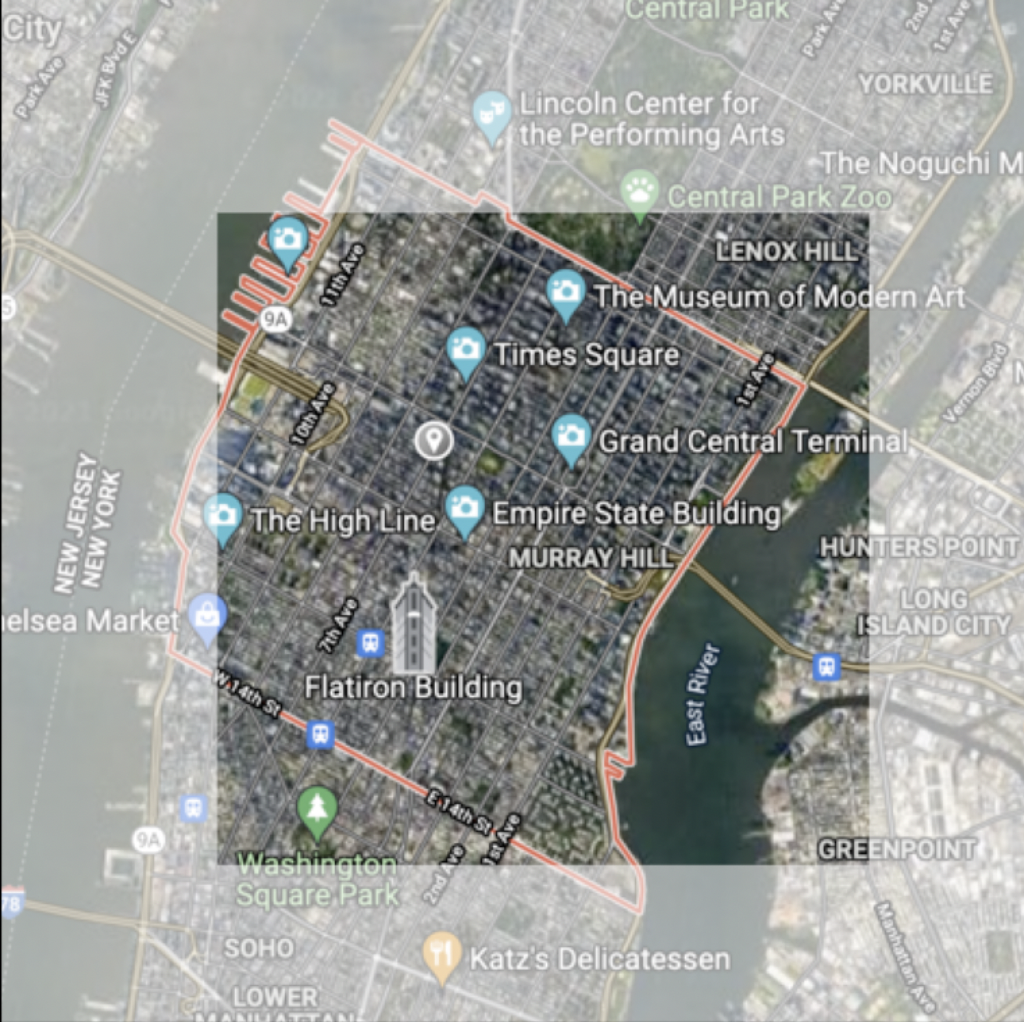 Central Park
City
Park Ave
JFK Blvd E
Park Ave
2nd
1st Ave
YORKVILLE
Lincoln Center for
the Performing Arts
The Noguchi M
Central Park Zoo
LENOX HILL
11th Ave
The Museum of Modern Art
9A
5
Times Square
1st Ave
Vernon Blvd
10th Ave
Grand Central Terminal
NEW JERSEY
NEW YORK
The High Line
Empire State Building
MURRAY HILL
HUNTERS POINT
LONG
ISLAND CITY
elsea Market
7th Ave
Flatiron Building
East River
W 14th St
E 14th St
1st Ave
9A
GREENPOINT
Washington
Square Park
2nd Ave
78
SOHO
Katz's Delicatessen
Manhattan Ave
LOWER
MANHATTAN